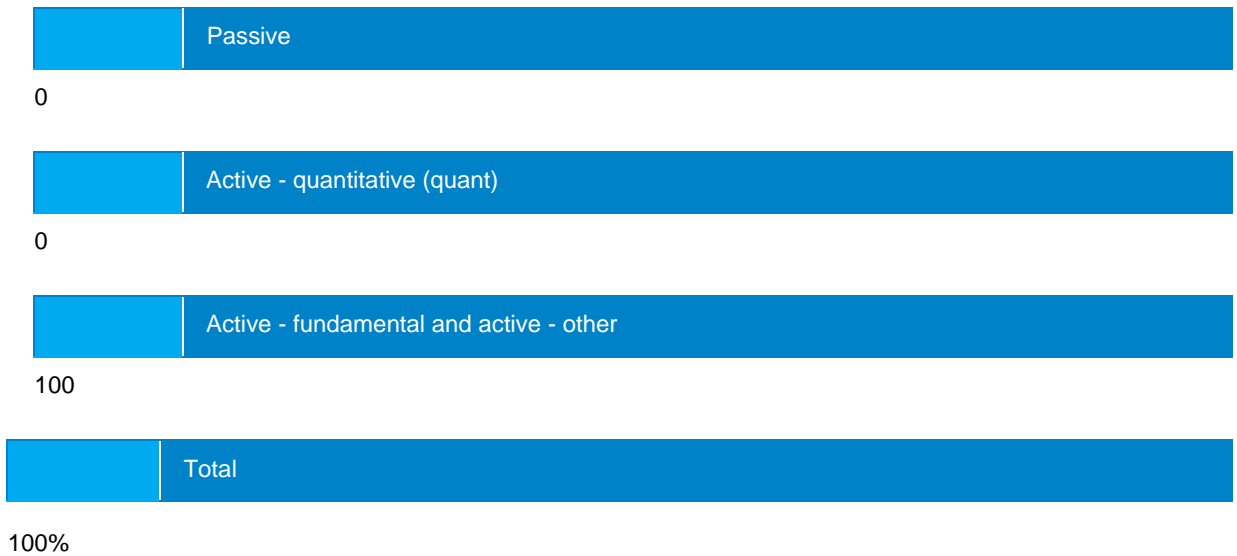 Passive
0
Active - quantitative (quant)
0
Active - fundamental and active - other
100
Total
100%